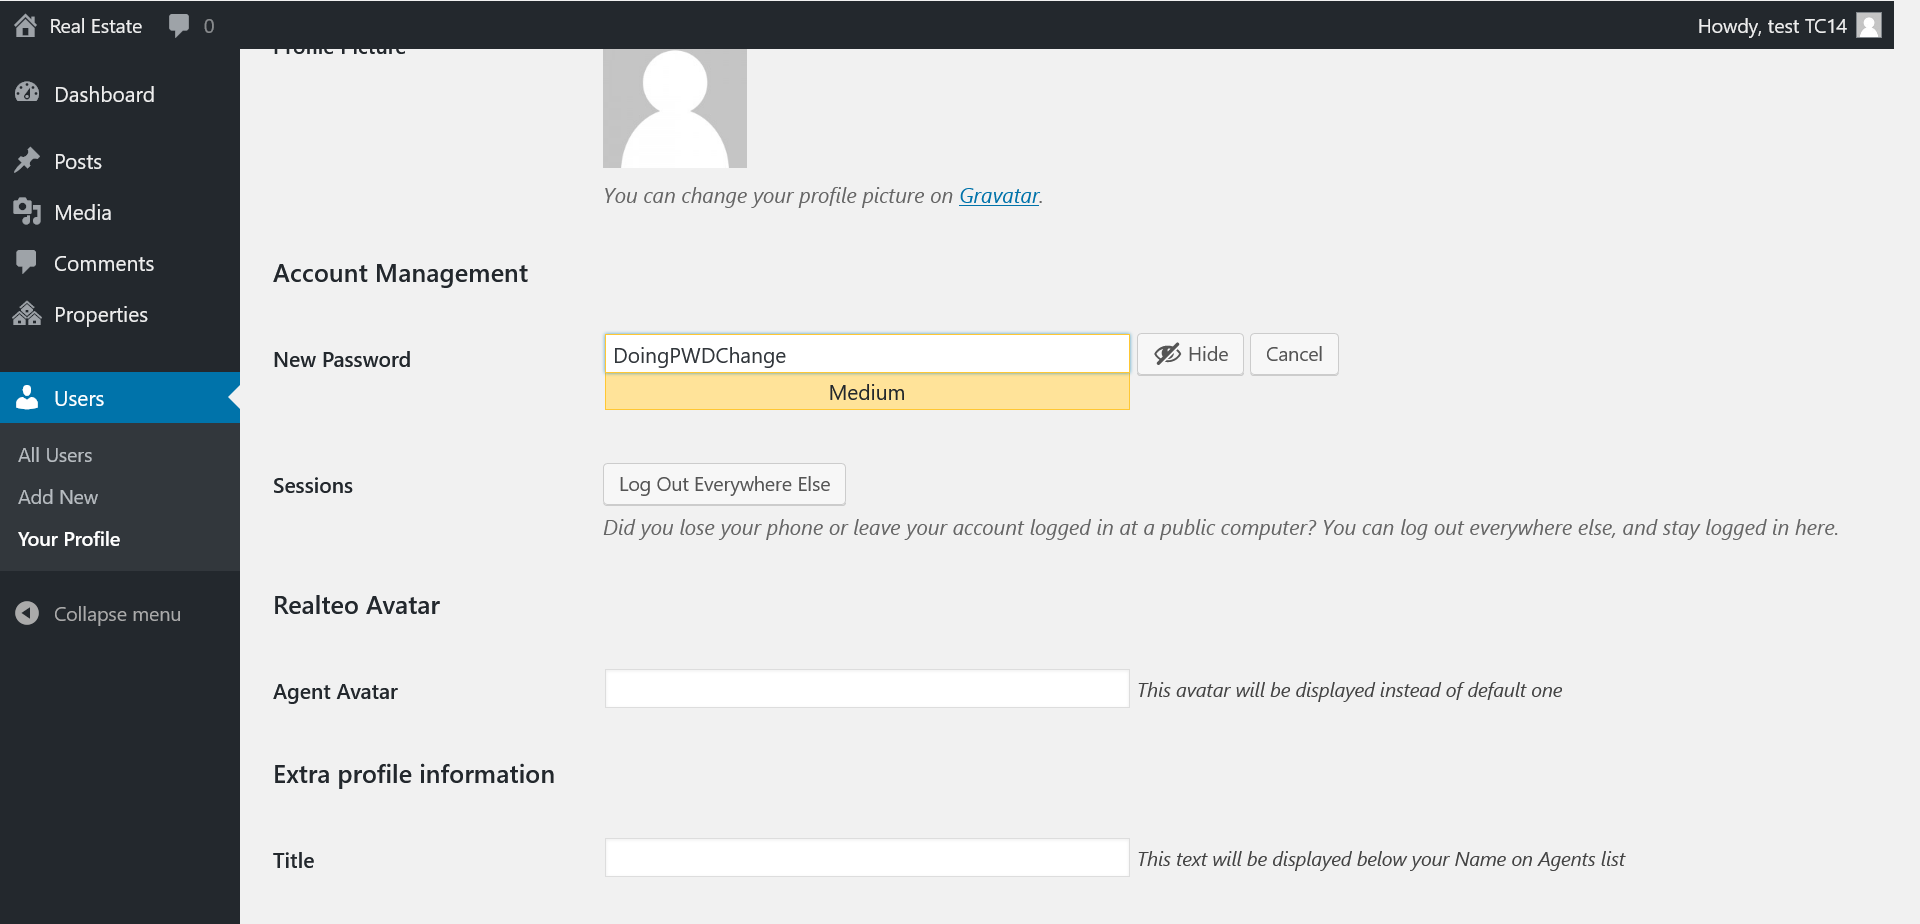 Real Estate 0 Howdy, test TC14
Profile Picture
Dashboard
Posts
Media
Comments
Properties
Users
All Users
Add New
Your Profile
Collapse menu
You can change your profile picture on Gravatar.
Account Management
New Password DoingPWDChange Hide Cancel
Medium
Sessions Log Out Everywhere Else
Did you lose your phone or leave your account logged in at a public computer? You can log out everywhere else, and stay logged in here.
Realteo Avatar
Agent Avatar This avatar will be displayed instead of default one
Extra profile information
Title This text will be displayed below your Name on Agents list